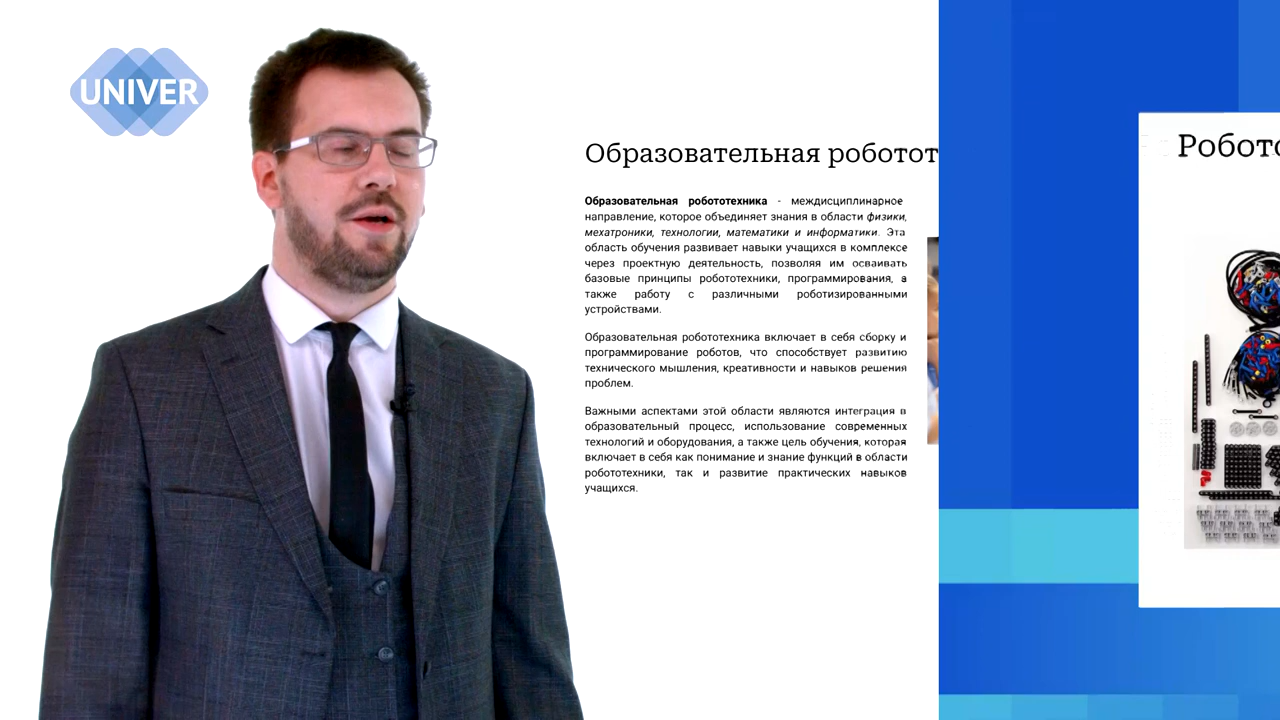 UNIVER
Образовательная роботот
Образовательная робототехника - междисциплинарное
направление, которое объединяет знания в области физики,
мехатроники, технологии, математики и информатики. Эта
область обучения развивает навыки учащихся в комплексе
через проектную деятельность, позволяя им осваивать
базовые принципы робототехники, программирования, а
также работу с различными роботизированными
устройствами.
Образовательная робототехника включает в себя сборку и
программирование роботов, что способствует развитию
технического мышления, креативности и навыков решения
проблем.
Важными аспектами этой области являются интеграция в
образовательный процесс, использование современных
технологий и оборудования, а также цель обучения, которая
включает в себя как понимание и знание функций в области
робототехники, так и развитие практических навыков
учащихся.
Робото